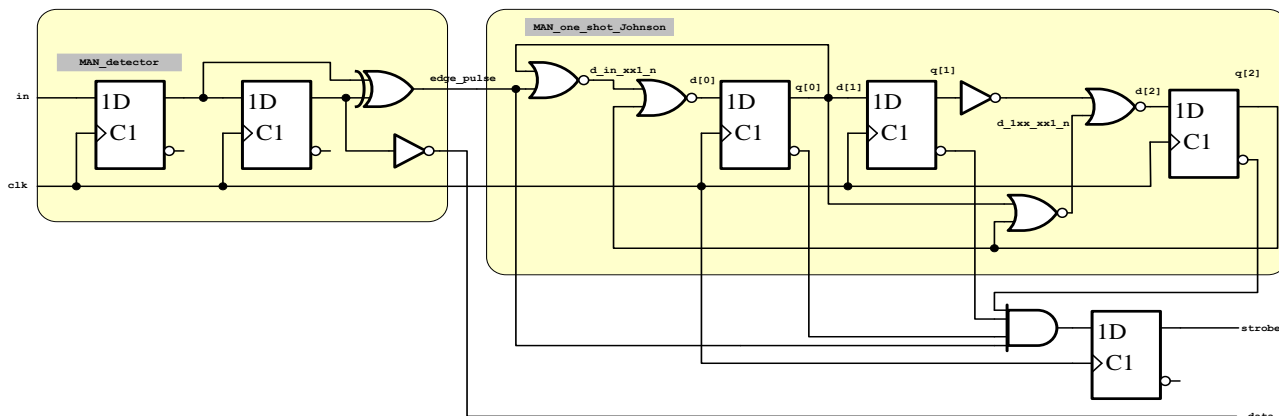 MAN_detector
MAN_one_shot_Johnson
in
clk
1D
C1
1D
C1
edge_pulse
d_in_xx1_n
d[0]
1D
C1
q[0]
d[1]
1D
C1
q[1]
d_1xx_xx1_n
d[2]
1D
C1
q[2]
1D
C1
strobe
data